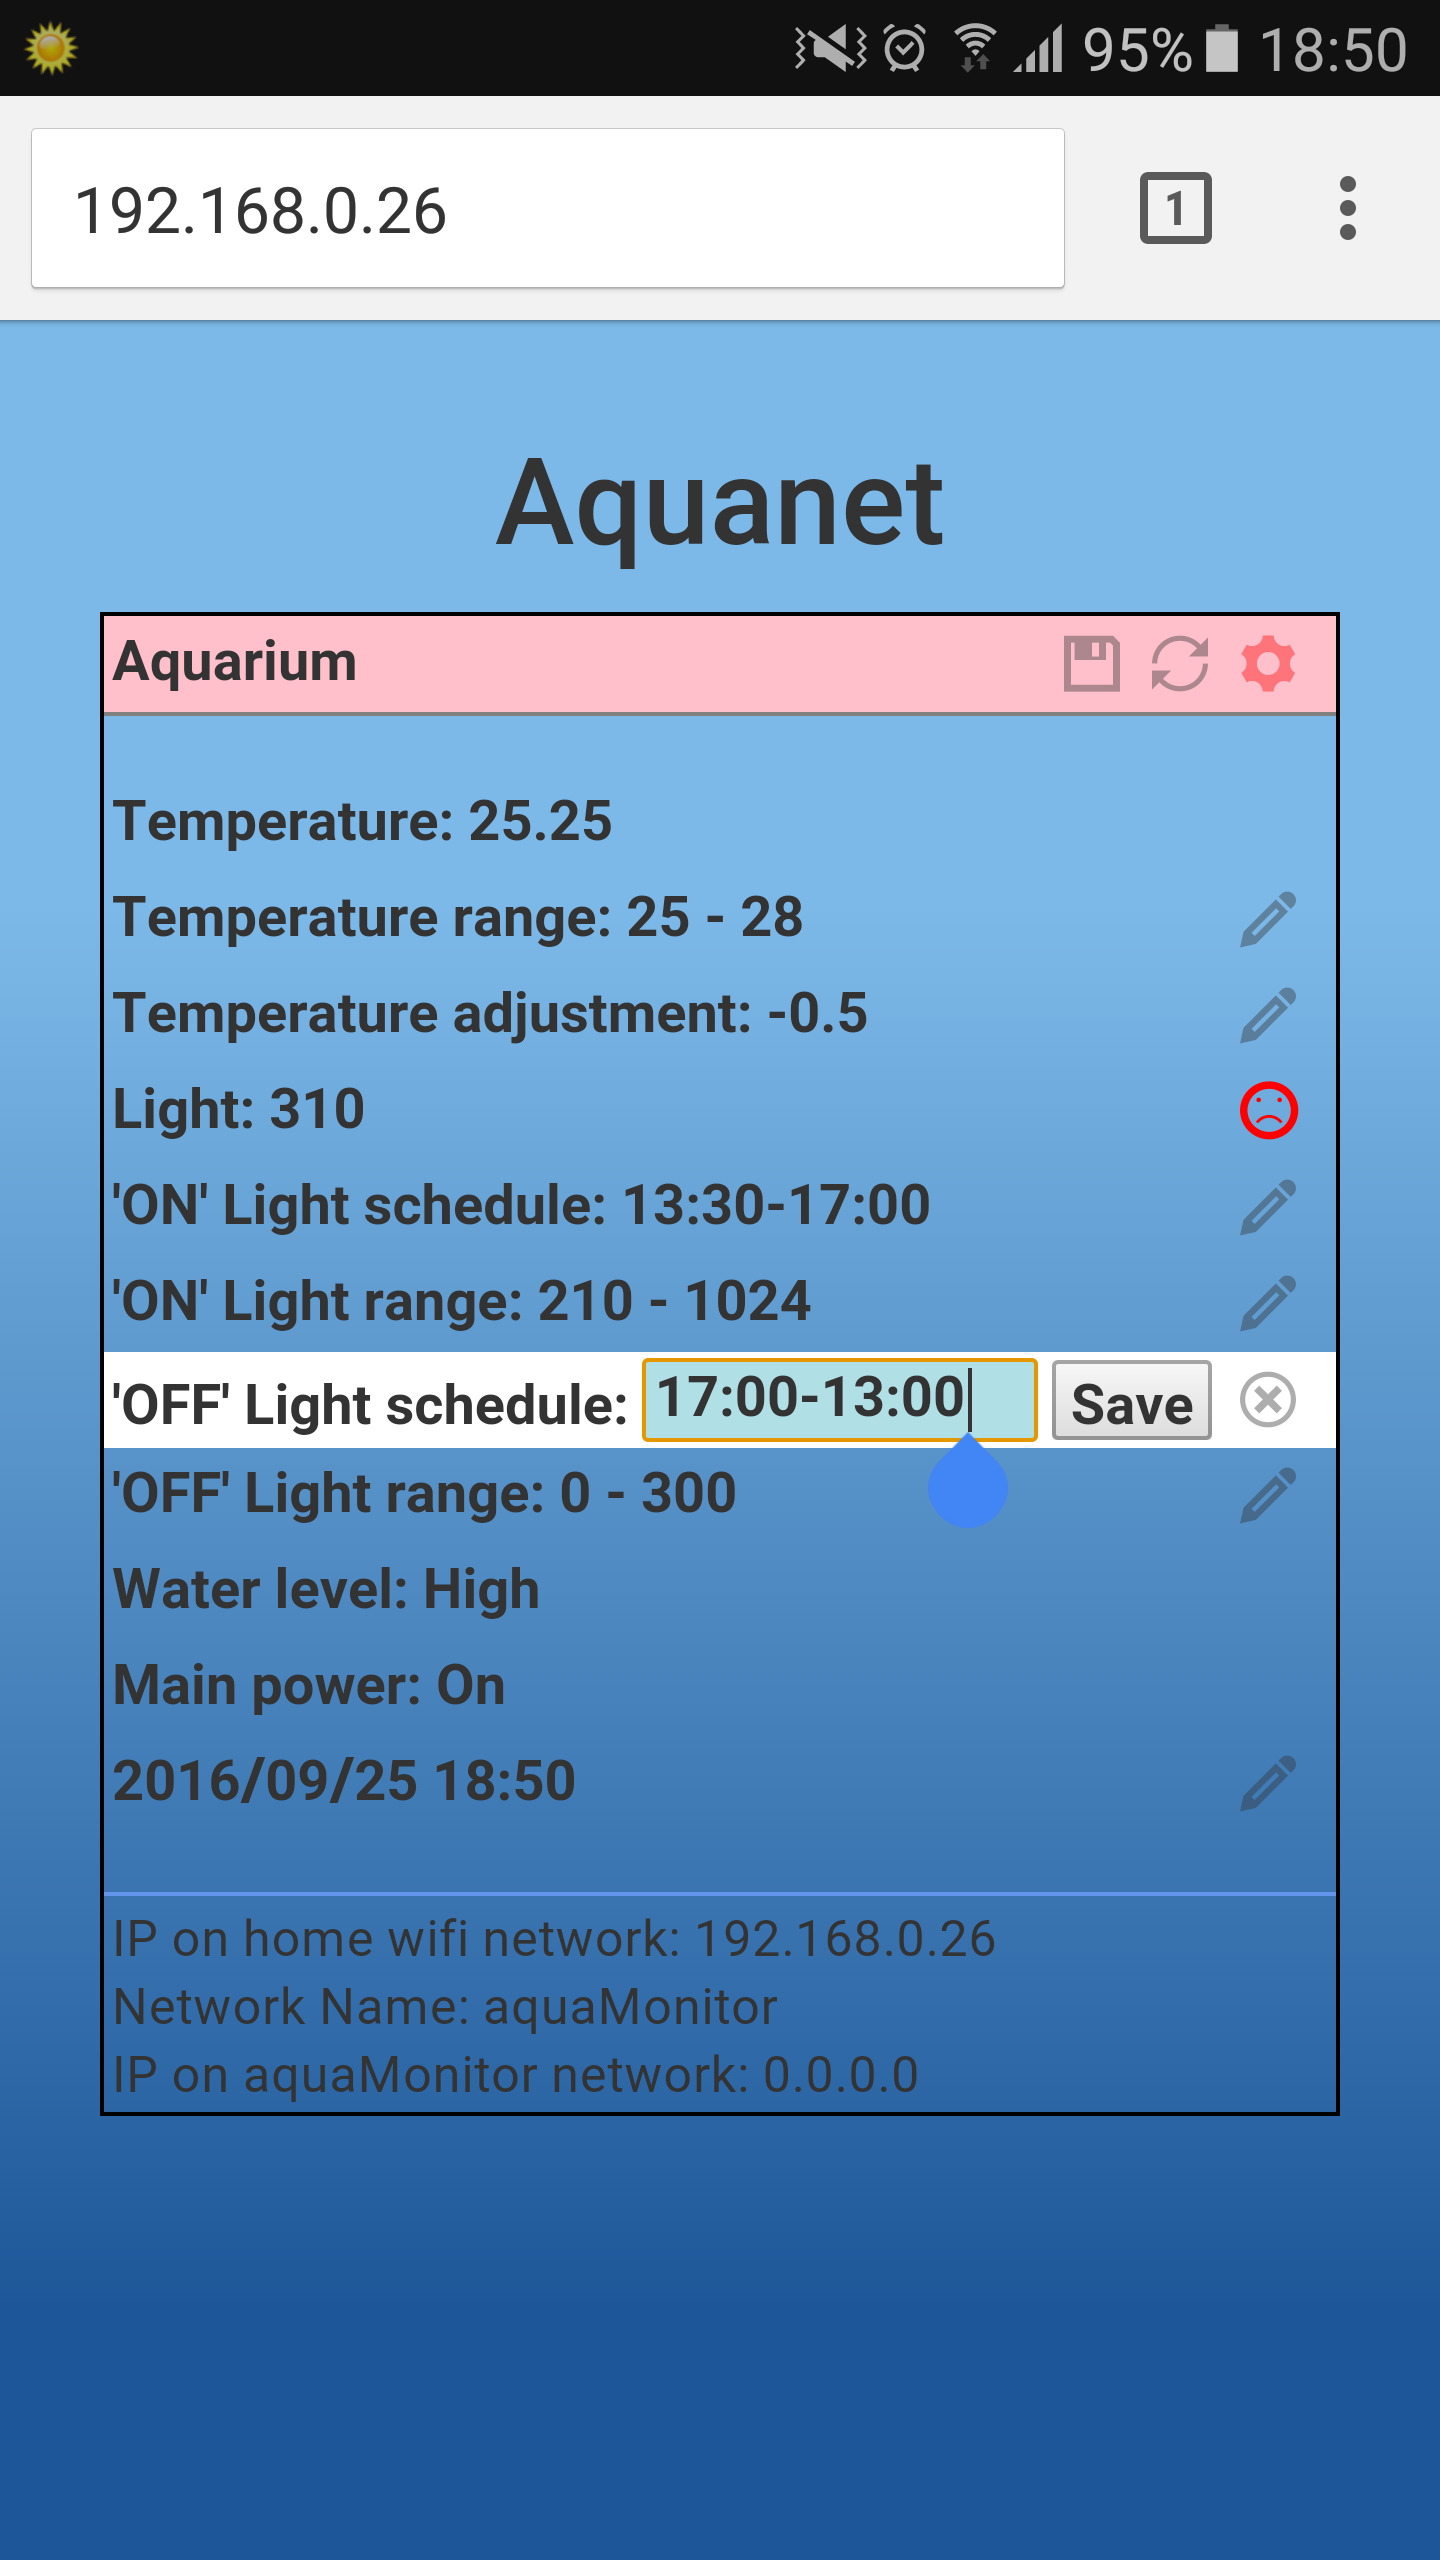 95% 18:50
192.168.0.26
1
Aquanet
Aquarium
Temperature: 25.25
Temperature range: 25 - 28
Temperature adjustment: -0.5
Light: 310
'ON' Light schedule: 13:30-17:00
'ON' Light range: 210 - 1024
'OFF' Light schedule: 17:00-13:00 Save
'OFF' Light range: 0 - 300
Water level: High
Main power: On
2016/09/25 18:50
IP on home wifi network: 192.168.0.26
Network Name: aquaMonitor
IP on aquaMonitor network: 0.0.0.0